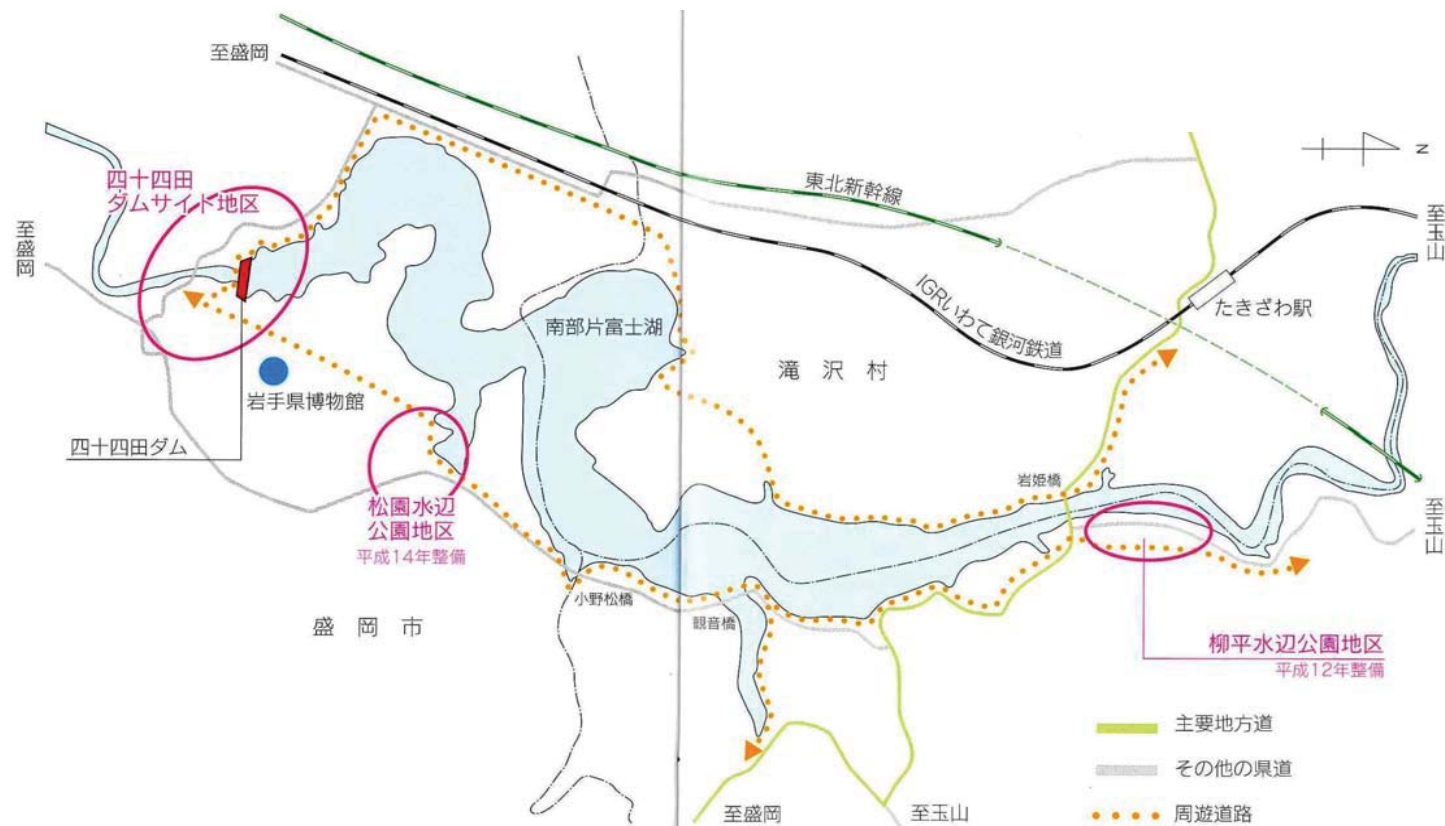 至盛岡
四十四田
ダムサイト地区
至盛岡
東北新幹線
N
至玉山
IGRいわて銀河鉄道
たきざわ駅
南部片富士湖
滝沢村
岩手県博物館
四十四田ダム
岩姫橋
松園水辺
公園地区
平成14年整備
至玉山
小野松橋
観音橋
盛岡市
柳平水辺公園地区
平成12年整備
主要地方道
その他の県道
周遊道路
至盛岡
至玉山